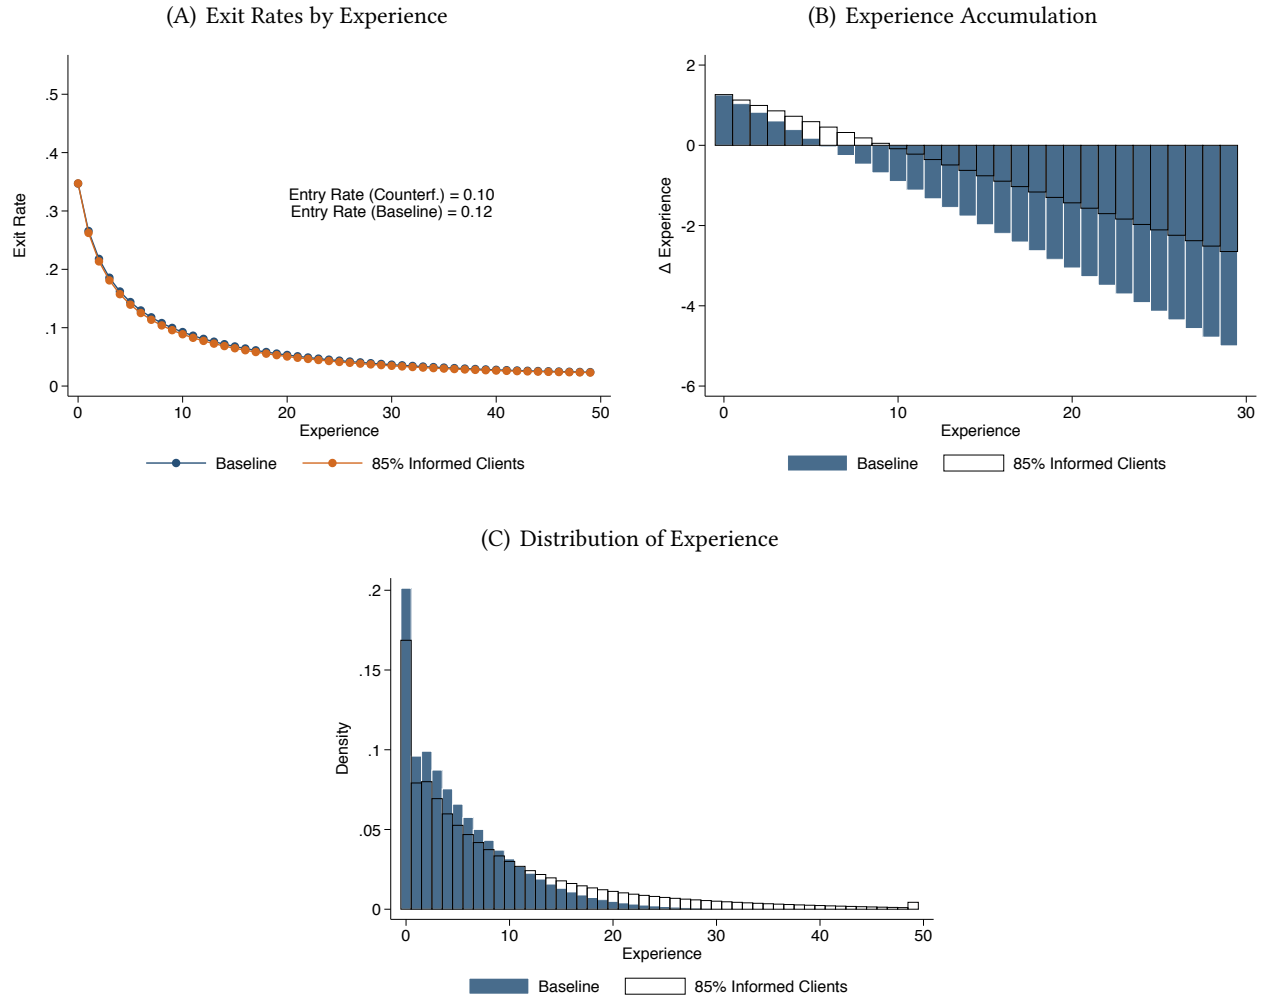 (A) Exit Rates by Experience
.5
.4
.3
.2
.1
0
Exit Rate
Entry Rate (Counterf.) = 0.10
Entry Rate (Baseline) = 0.12
0 10 20 30 40 50
Experience
Baseline 85% Informed Clients
(B) Experience Accumulation
2
0
-2
-4
-6
Δ Experience
0 10 20 30
Experience
Baseline 85% Informed Clients
(C) Distribution of Experience
.2
.15
.1
.05
0
Density
0 10 20 30 40 50
Experience
Baseline 85% Informed Clients